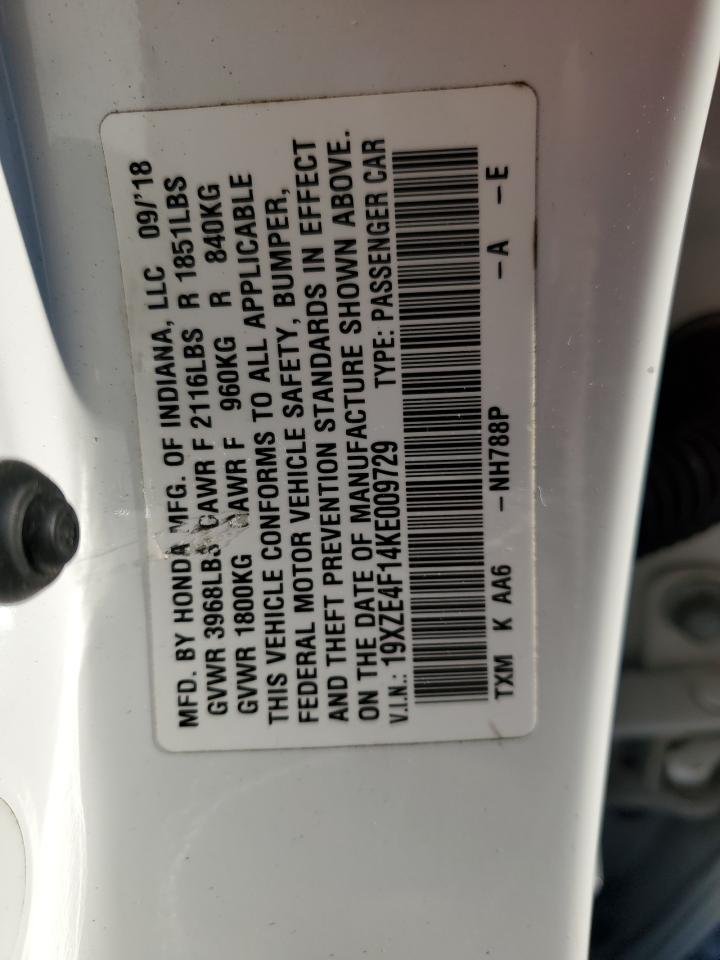 MFD. BY HONDA MFG. OF INDIANA, LLC 09/'18
GVWR 3968LBS GAWR F 2116LBS R 1851LBS
GVWR 1800KG GAWR F 960KG R 840KG
THIS VEHICLE CONFORMS TO ALL APPLICABLE
FEDERAL MOTOR VEHICLE SAFETY, BUMPER,
AND THEFT PREVENTION STANDARDS IN EFFECT
ON THE DATE OF MANUFACTURE SHOWN ABOVE.
V.I.N.: 19XZE4F14KE009729 TYPE: PASSENGER CAR
TXM K AA6 -NH788P -A -E